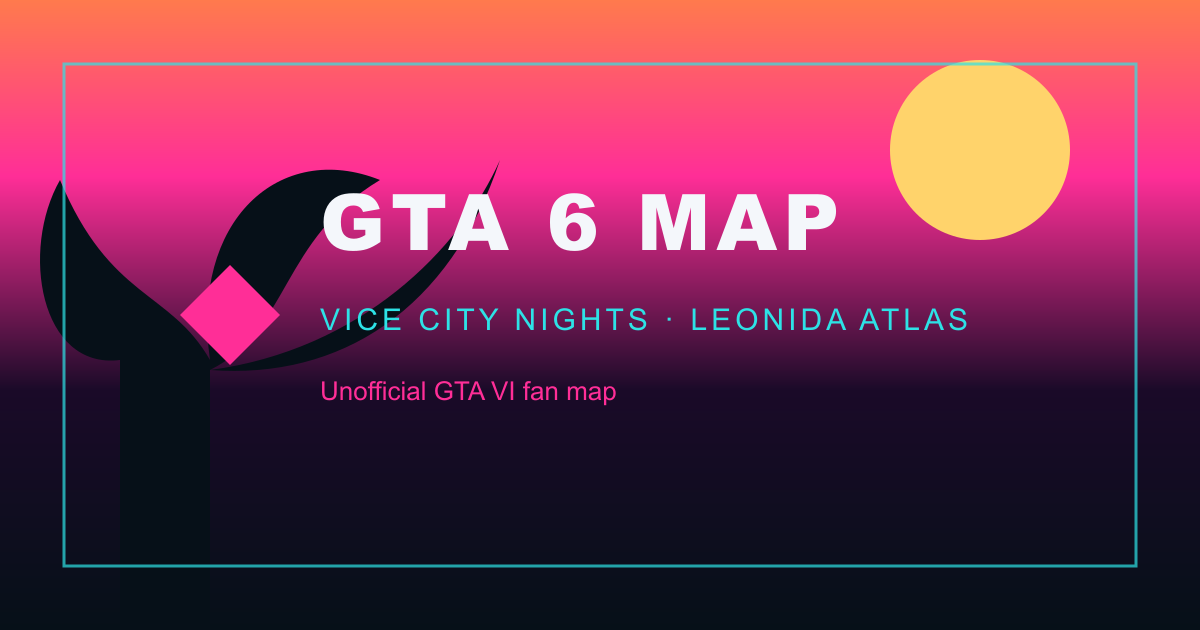 GTA 6 MAP
VICE CITY NIGHTS · LEONIDA ATLAS
Unofficial GTA VI fan map